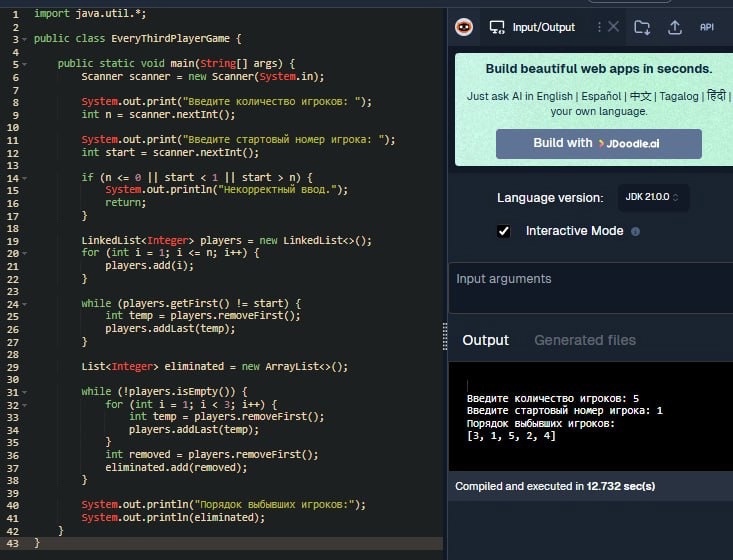 1 import java.util.*;
2
3 public class EveryThirdPlayerGame {
4
5     public static void main(String[] args) {
6         Scanner scanner = new Scanner(System.in);
7
8         System.out.print("Введите количество игроков: ");
9         int n = scanner.nextInt();
10
11         System.out.print("Введите стартовый номер игрока: ");
12         int start = scanner.nextInt();
13
14         if (n <= 0 || start < 1 || start > n) {
15             System.out.println("Некорректный ввод.");
16             return;
17         }
18
19         LinkedList<Integer> players = new LinkedList<>();
20         for (int i = 1; i <= n; i++) {
21             players.add(i);
22         }
23
24         while (players.getFirst() != start) {
25             int temp = players.removeFirst();
26             players.addLast(temp);
27         }
28
29         List<Integer> eliminated = new ArrayList<>();
30
31         while (!players.isEmpty()) {
32             for (int i = 1; i < 3; i++) {
33                 int temp = players.removeFirst();
34                 players.addLast(temp);
35             }
36             int removed = players.removeFirst();
37             eliminated.add(removed);
38         }
39
40         System.out.println("Порядок выбывших игроков:");
41         System.out.println(eliminated);
42     }
43 }
Input/Output
API
Build beautiful web apps in seconds.
Just ask AI in English | Español | 中文 | Tagalog | हिंदी |
your own language.
Build with JDoodle.ai
Language version: JDK 21.0.0
Interactive Mode
Input arguments
Output Generated files
Введите количество игроков: 5
Введите стартовый номер игрока: 1
Порядок выбывших игроков:
[3, 1, 5, 2, 4]
Compiled and executed in 12.732 sec(s)